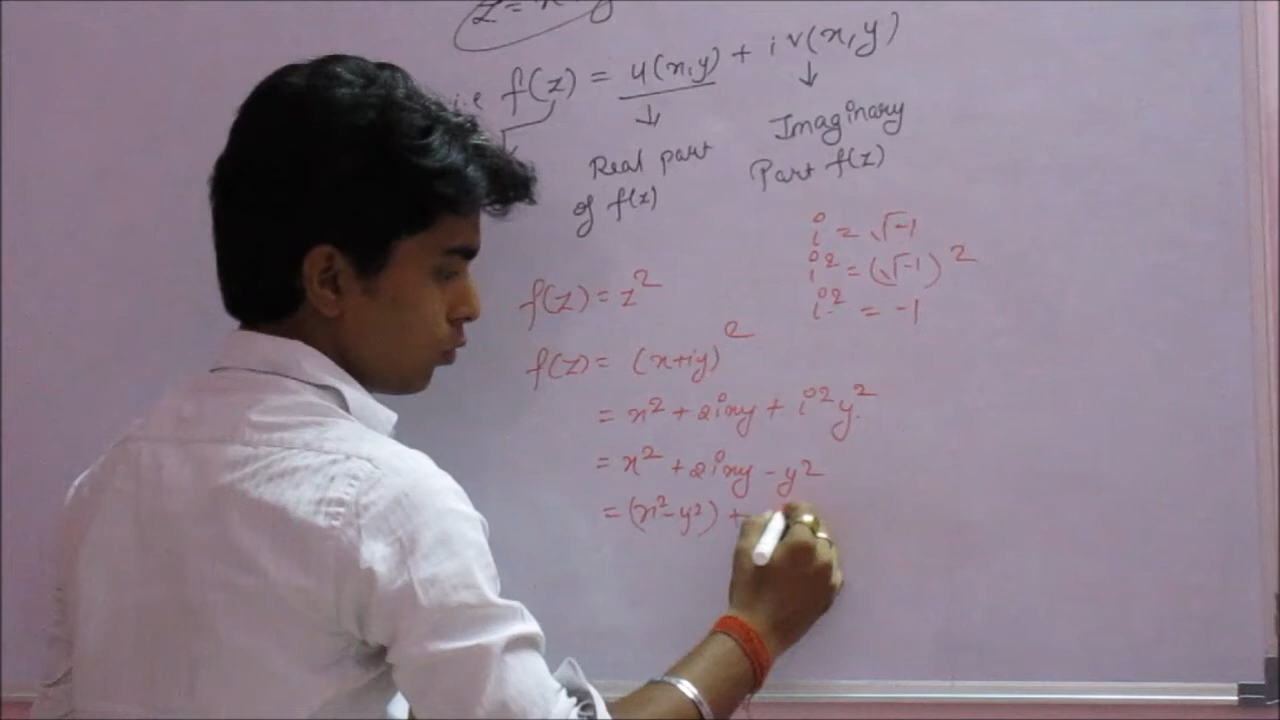 z =
i.e f(z) = u(x,y) + i v(x,y)
↓ ↓
Real part
of f(z)
Imaginary
Part f(z)
i = √-1
i² = (√-1)²
i² = -1
f(z) = z²
f(z) = (x+iy)²
= x² + 2ixy + i²y²
= x² + 2ixy - y²
= (x²-y²) +